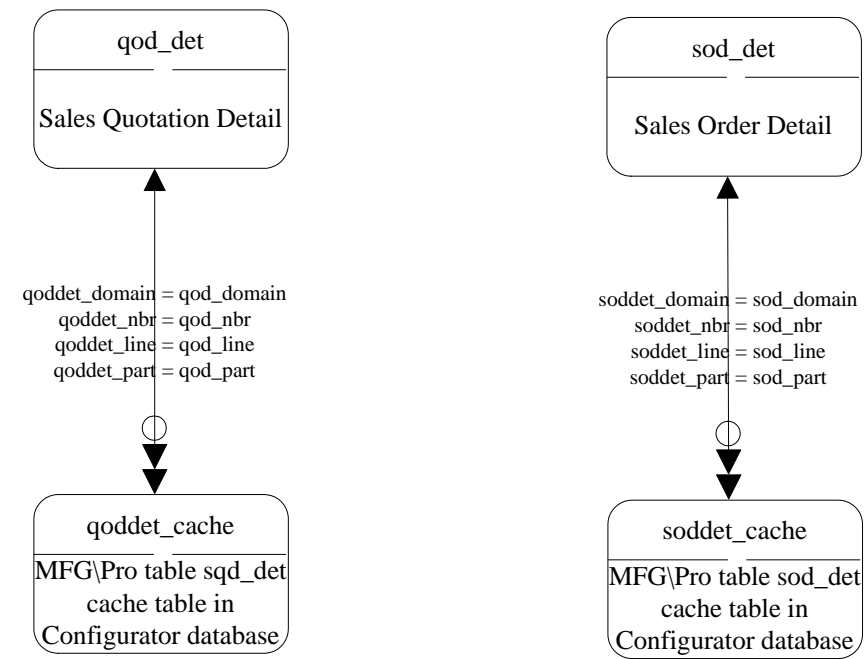 qod_det
Sales Quotation Detail
qoddet_domain = qod_domain
qoddet_nbr = qod_nbr
qoddet_line = qod_line
qoddet_part = qod_part
qoddet_cache
MFG\Pro table sqd_det
cache table in
Configurator database
sod_det
Sales Order Detail
soddet_domain = sod_domain
soddet_nbr = sod_nbr
soddet_line = sod_line
soddet_part = sod_part
soddet_cache
MFG\Pro table sod_det
cache table in
Configurator database